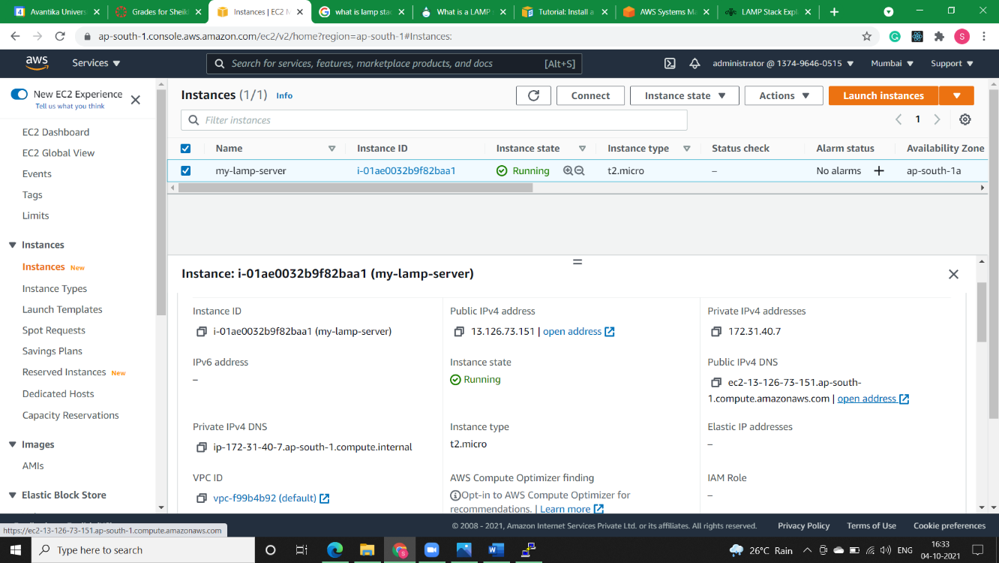 Avantika Univers
Grades for Sheikh
Instances | EC2 M
what is lamp stac
What is a LAMP
Tutorial: Install a
AWS Systems Ma
LAMP Stack Expl
ap-south-1.console.aws.amazon.com/ec2/v2/home?region=ap-south-1#Instances:
S
aws
Services
Search for services, features, marketplace products, and docs
[Alt+S]
administrator @ 1374-9646-0515
Mumbai
Support
New EC2 Experience
Tell us what you think
EC2 Dashboard
EC2 Global View
Events
Tags
Limits
Instances
Instances New
Instance Types
Launch Templates
Spot Requests
Savings Plans
Reserved Instances New
Dedicated Hosts
Capacity Reservations
Images
AMIs
Elastic Block Store
Instances (1/1) Info
Connect
Instance state
Actions
Launch instances
Filter instances
1
Name Instance ID Instance state Instance type Status check Alarm status Availability Zone
my-lamp-server i-01ae0032b9f82baa1 Running t2.micro – No alarms + ap-south-1a
Instance: i-01ae0032b9f82baa1 (my-lamp-server)
Instance ID
i-01ae0032b9f82baa1 (my-lamp-server)
Public IPv4 address
13.126.73.151 | open address
Private IPv4 addresses
172.31.40.7
IPv6 address
–
Instance state
Running
Public IPv4 DNS
ec2-13-126-73-151.ap-south-
1.compute.amazonaws.com | open address
Private IPv4 DNS
ip-172-31-40-7.ap-south-1.compute.internal
Instance type
t2.micro
Elastic IP addresses
–
VPC ID
vpc-f99b4b92 (default)
AWS Compute Optimizer finding
Opt-in to AWS Compute Optimizer for
recommendations. | Learn more
IAM Role
–
© 2008 - 2021, Amazon Internet Services Private Ltd. or its affiliates. All rights reserved.
Privacy Policy
Terms of Use
Cookie preferences
https://ec2-13-126-73-151.ap-south-1.compute.amazonaws.com
Type here to search
26°C Rain
ENG
16:33
04-10-2021